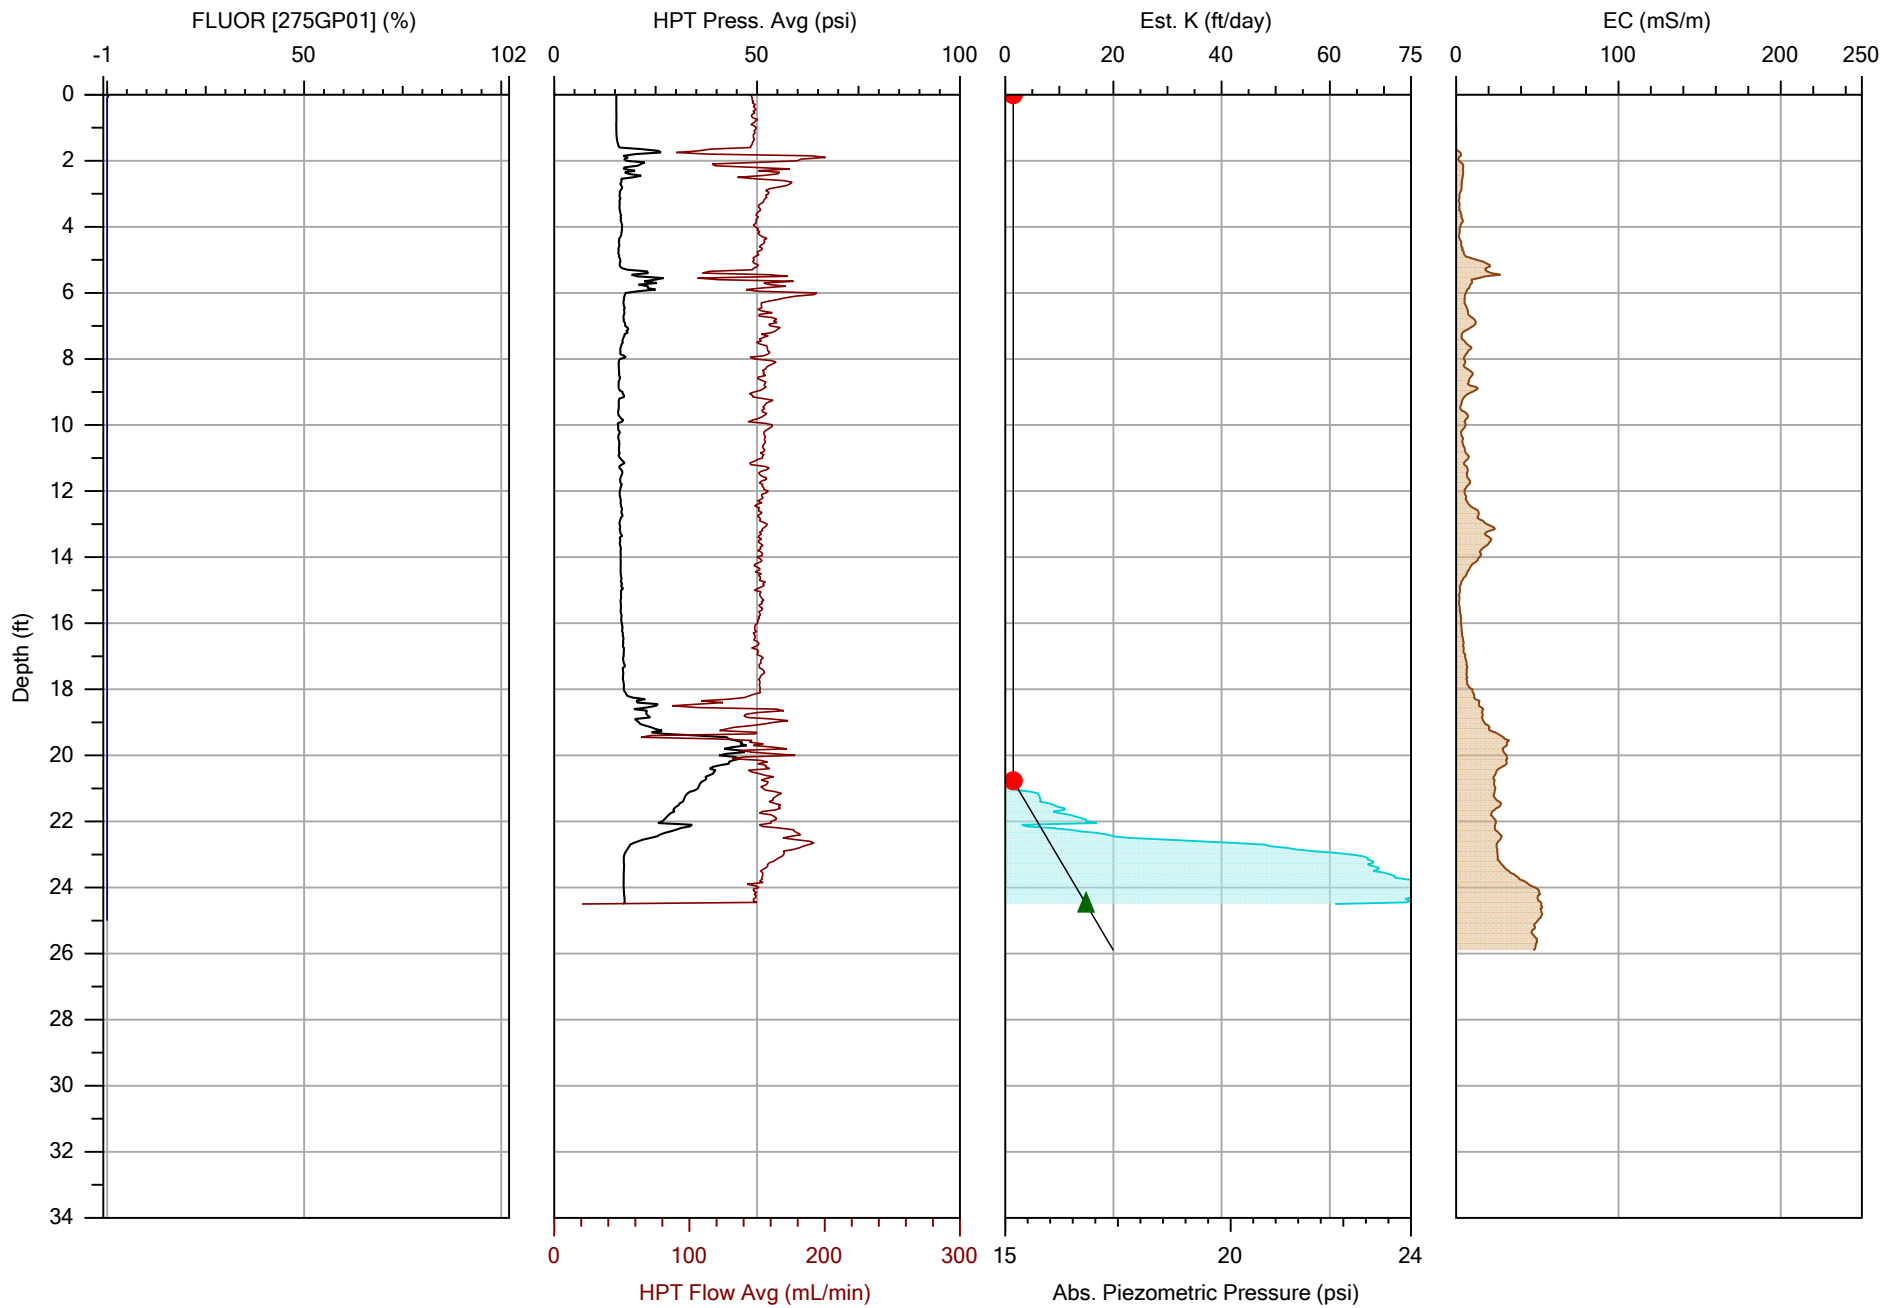 FLUOR [275GP01] (%)
HPT Press. Avg (psi)
Est. K (ft/day)
EC (mS/m)
-1 50 102
0 50 100
0 20 40 60 75
0 100 200 250
Depth (ft)
0
2
4
6
8
10
12
14
16
18
20
22
24
26
28
30
32
34
0 100 200 300
15 20 24
HPT Flow Avg (mL/min)
Abs. Piezometric Pressure (psi)